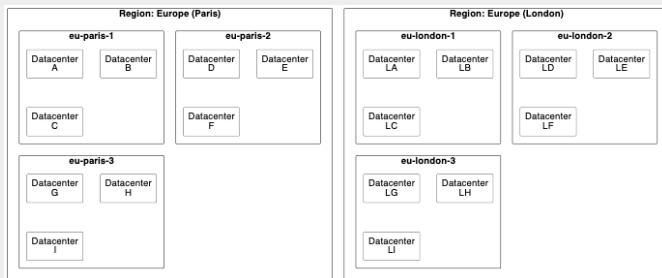 Region: Europe (Paris)
eu-paris-1
Datacenter
A
Datacenter
B
Datacenter
C
eu-paris-2
Datacenter
D
Datacenter
E
Datacenter
F
eu-paris-3
Datacenter
G
Datacenter
H
Datacenter
I
Region: Europe (London)
eu-london-1
Datacenter
LA
Datacenter
LB
Datacenter
LC
eu-london-2
Datacenter
LD
Datacenter
LE
Datacenter
LF
eu-london-3
Datacenter
LG
Datacenter
LH
Datacenter
LI